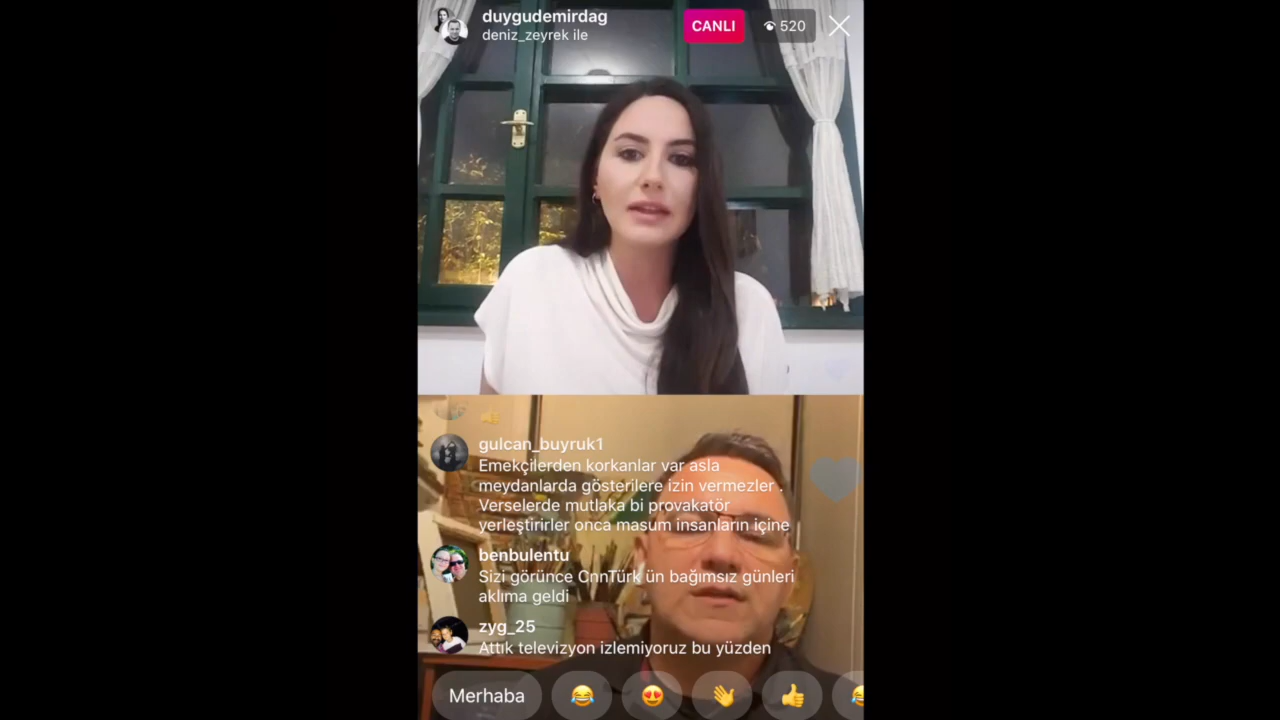 duygudemirdag
deniz_zeyrek ile
CANLI
520
gulcan_buyruk1
Emekçilerden korkanlar var asla
meydanlarda gösterilere izin vermezler .
Verselerde mutlaka bi provakatör
yerleştirirler onca masum insanların içine
benbulentu
Sizi görünce CnnTürk ün bağımsız günleri
aklıma geldi
zyg_25
Attık televizyon izlemiyoruz bu yüzden
Merhaba